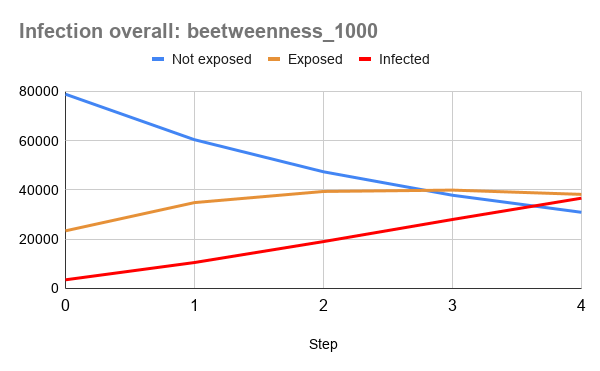 Infection overall: beetweenness_1000
Not exposed Exposed Infected
80000
60000
40000
20000
0
0 1 2 3 4
Step